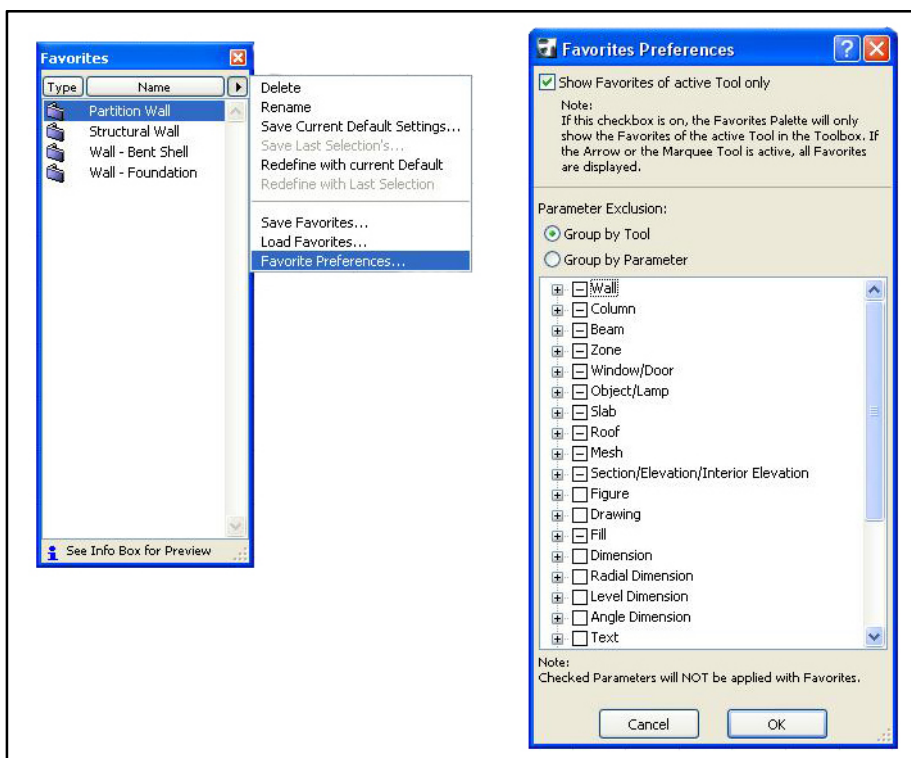 Favorites
Type Name
Partition Wall
Structural Wall
Wall - Bent Shell
Wall - Foundation
See Info Box for Preview
Delete
Rename
Save Current Default Settings...
Save Last Selection's...
Redefine with current Default
Redefine with Last Selection
Save Favorites...
Load Favorites...
Favorite Preferences...
Favorites Preferences
Show Favorites of active Tool only
Note:
If this checkbox is on, the Favorites Palette will only
show the Favorites of the active Tool in the Toolbox. If
the Arrow or the Marquee Tool is active, all Favorites
are displayed.
Parameter Exclusion:
Group by Tool
Group by Parameter
Wall
Column
Beam
Zone
Window/Door
Object/Lamp
Slab
Roof
Mesh
Section/Elevation/Interior Elevation
Figure
Drawing
Fill
Dimension
Radial Dimension
Level Dimension
Angle Dimension
Text
Note:
Checked Parameters will NOT be applied with Favorites.
Cancel OK